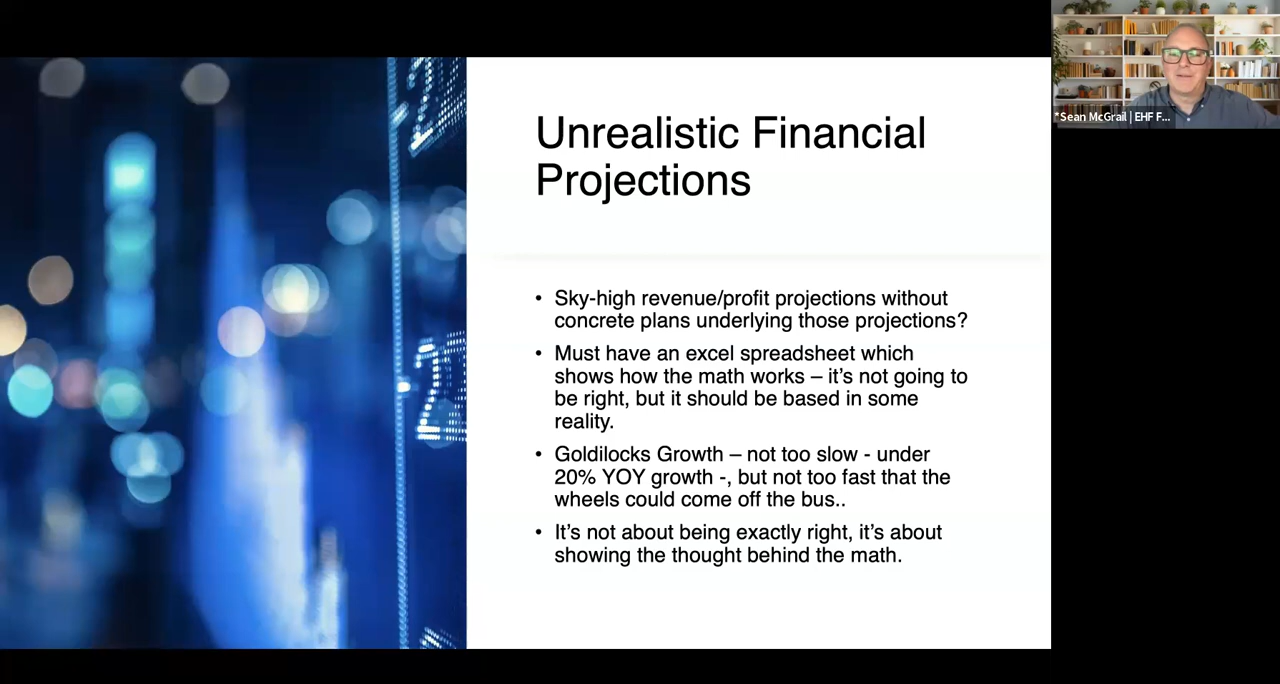 Unrealistic Financial
Projections
• Sky-high revenue/profit projections without
concrete plans underlying those projections?
• Must have an excel spreadsheet which
shows how the math works – it’s not going to
be right, but it should be based in some
reality.
• Goldilocks Growth – not too slow - under
20% YOY growth -, but not too fast that the
wheels could come off the bus..
• It’s not about being exactly right, it’s about
showing the thought behind the math.
Sean McGrail | EHF F...